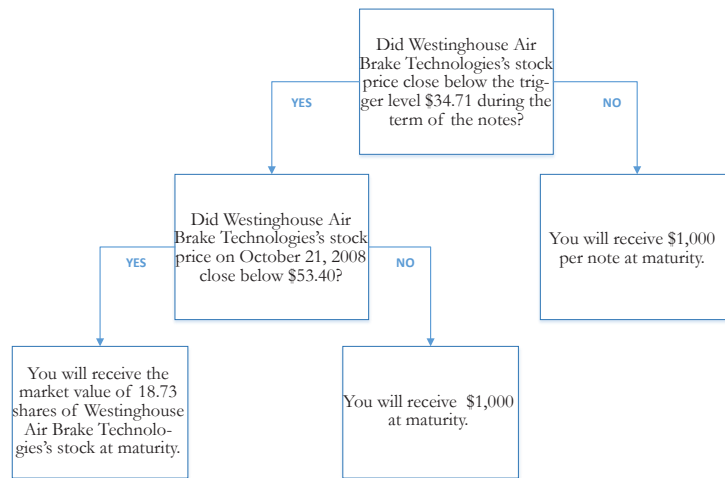 Did Westinghouse Air
Brake Technologies's stock
price close below the trig-
ger level $34.71 during the
term of the notes?
YES
NO
Did Westinghouse Air
Brake Technologies's stock
price on October 21, 2008
close below $53.40?
You will receive $1,000
per note at maturity.
YES
NO
You will receive the
market value of 18.73
shares of Westinghouse
Air Brake Technolo-
gies's stock at maturity.
You will receive  $1,000
at maturity.